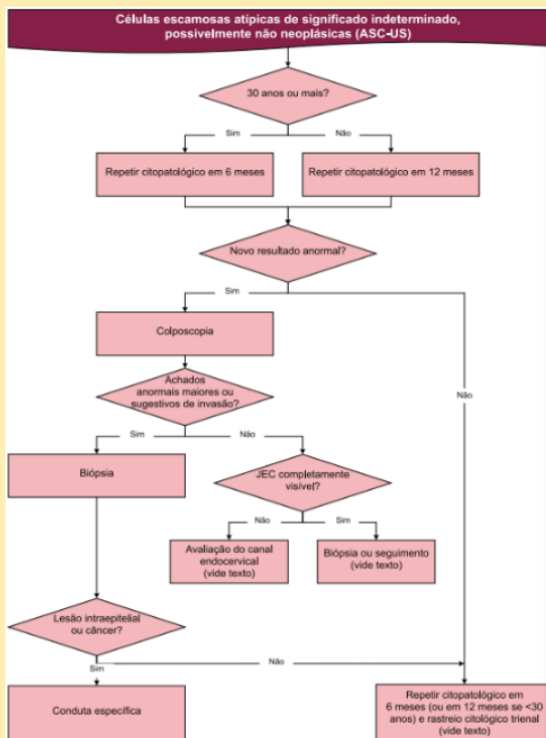 Células escamosas atípicas de significado indeterminado,
possivelmente não neoplásicas (ASC-US)
30 anos ou mais?
Sim
Não
Repetir citopatológico em 6 meses
Repetir citopatológico em 12 meses
Novo resultado anormal?
Sim
Colposcopia
Achados
anormais maiores ou
sugestivos de invasão?
Não
Sim
Não
Biópsia
JEC completamente
visível?
Não
Sim
Avaliação do canal
endocervical
(vide texto)
Biópsia ou seguimento
(vide texto)
Lesão intraepitelial
ou câncer?
Não
Sim
Conduta específica
Repetir citopatológico em
6 meses (ou em 12 meses se <30
anos) e rastreio citológico trienal
(vide texto)